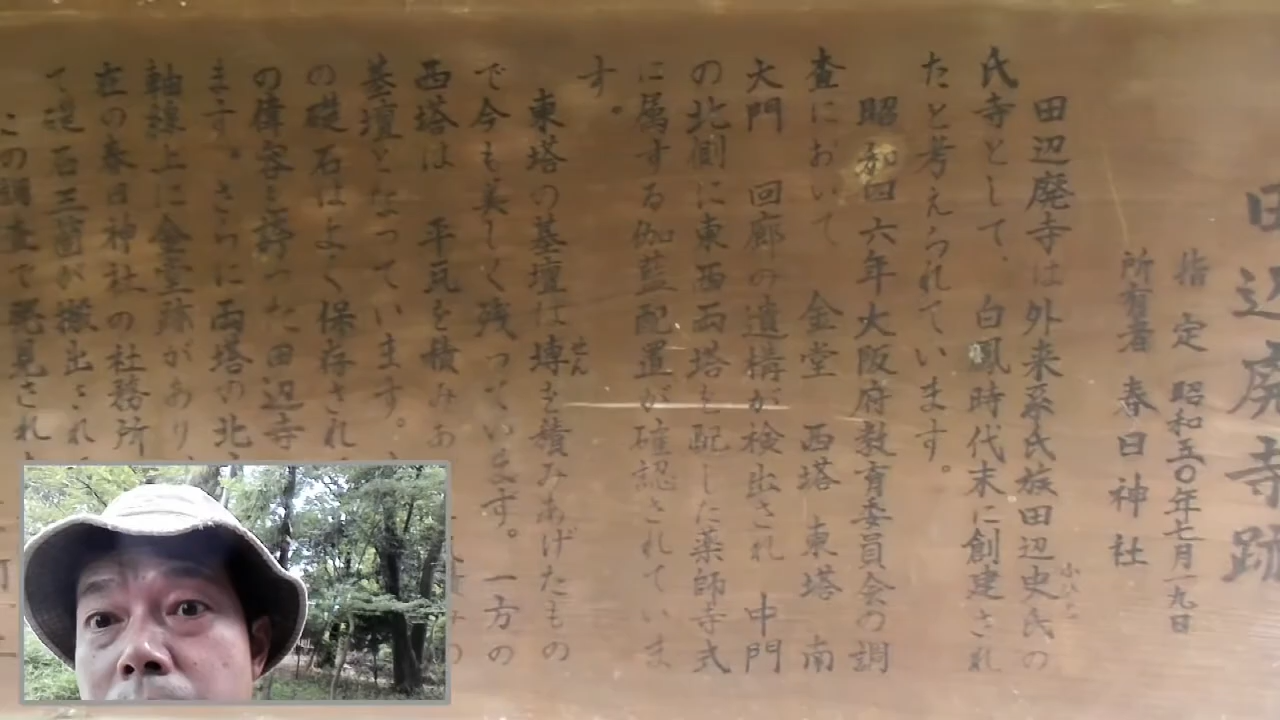 田辺廃寺跡
指定 昭和五〇年七月一九日
所有者 春日神社
田辺廃寺は外来系氏族田辺史氏の
氏寺として、白鳳時代末に創建され
たと考えられています。
昭和四六年大阪府教育委員会の調
査において 金堂 西塔 東塔 南
大門 回廊の遺構が検出され 中門
の北側に東西両塔を配した薬師寺式
に属する伽藍配置が確認されていま
す。
東塔の基壇は塼を積みあげたもの
せん
で今も美しく残っています。一方の
西塔は 平瓦を積みあ
基壇となっています。
の礎石はよく保存され
の偉容を誇った田辺寺
ます。さらに両塔の北
軸線上に金堂跡があり、
在の春日神社の社務所
て礎石三箇が搬出され
この調査で発見され